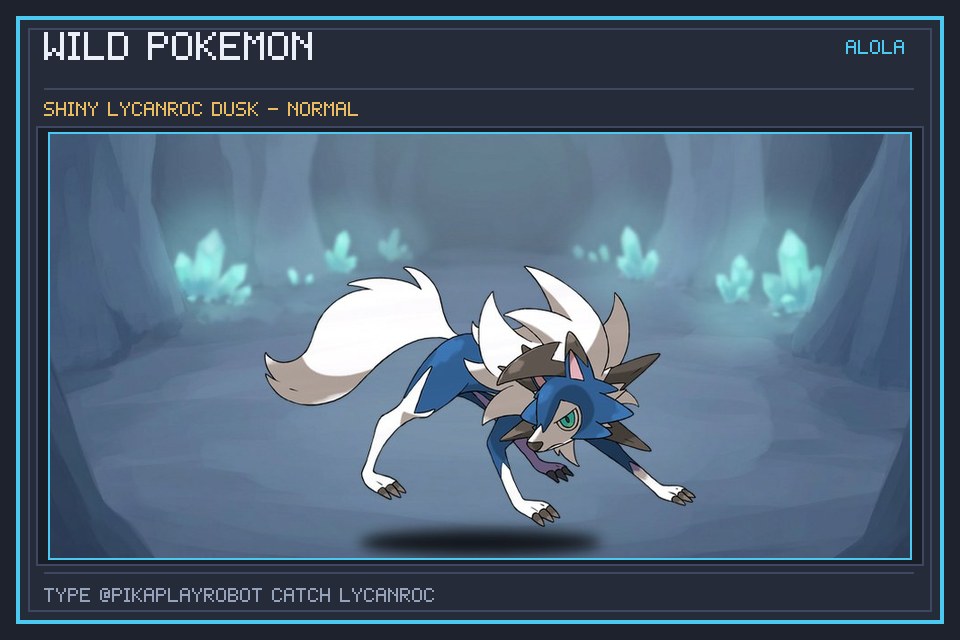 WILD POKEMON
ALOLA
SHINY LYCANROC DUSK - NORMAL
TYPE @PIKAPLAYROBOT CATCH LYCANROC